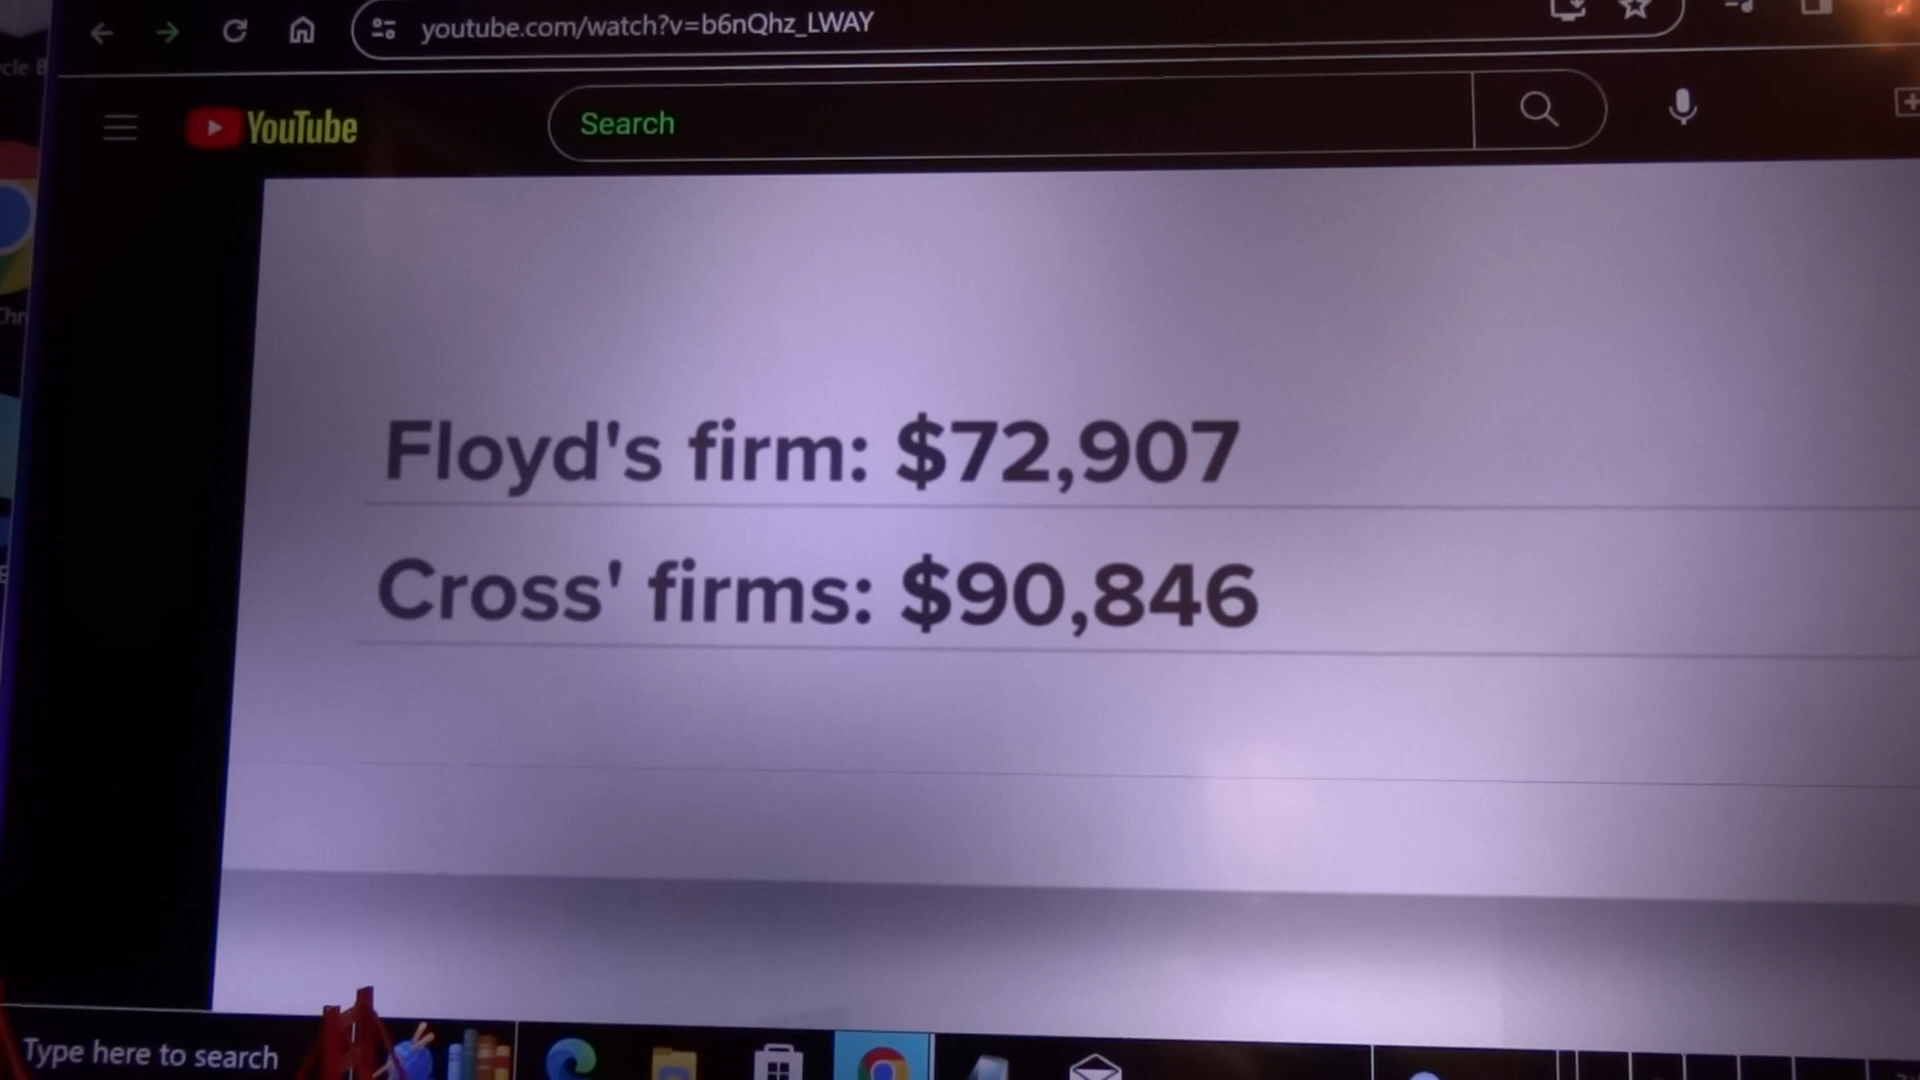 youtube.com/watch?v=b6nQhz_LWAY
YouTube
Search
Floyd's firm: $72,907
Cross' firms: $90,846
Type here to search